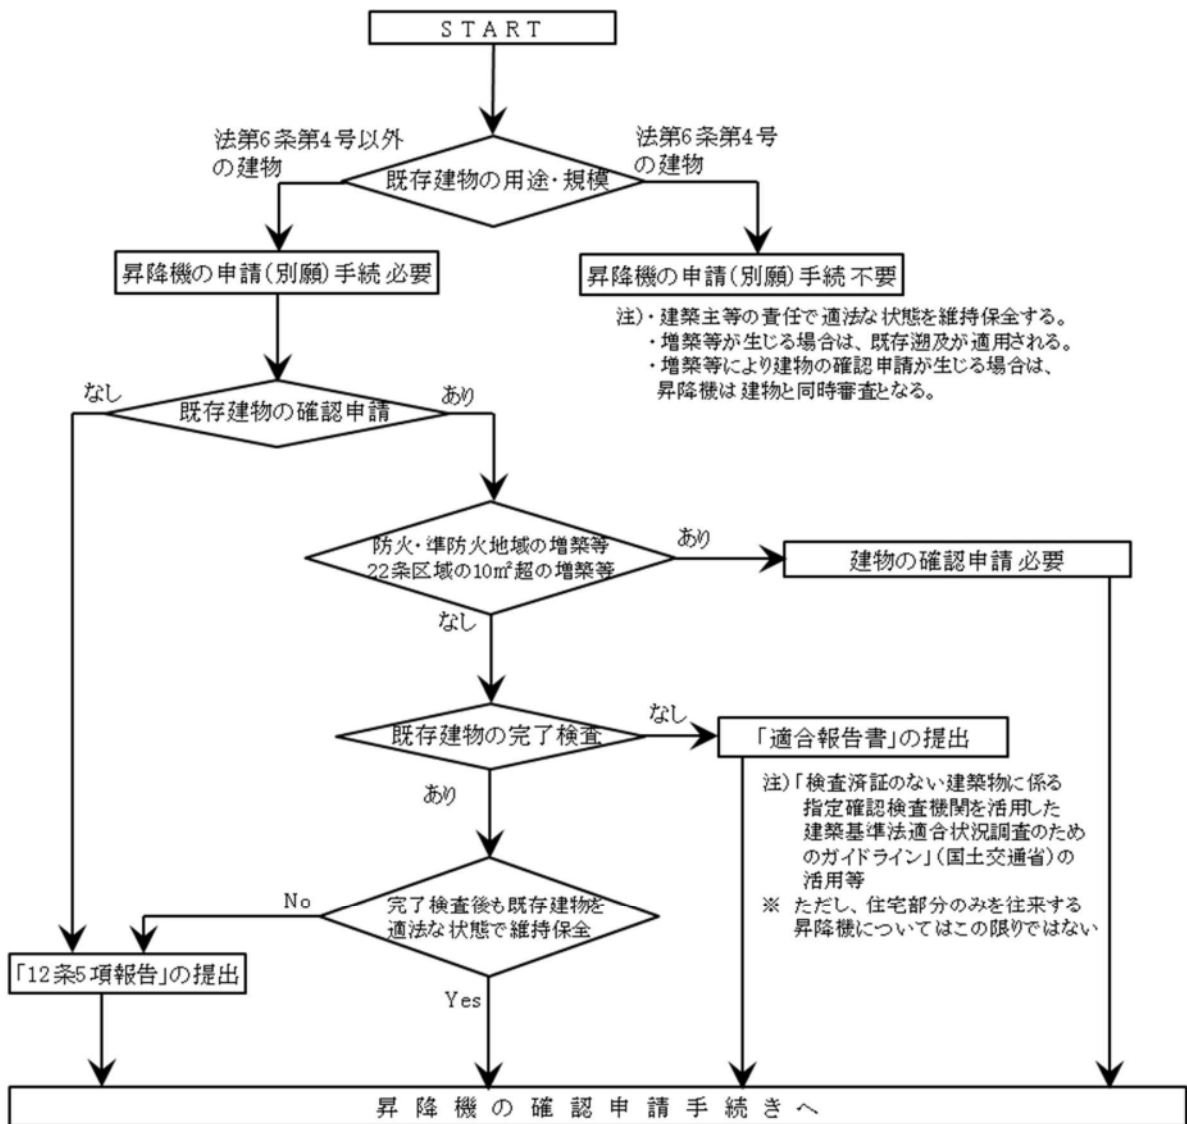 START
法第6条第4号以外
の建物
法第6条第4号
の建物
既存建物の用途・規模
昇降機の申請(別願)手続必要
昇降機の申請(別願)手続不要
注)・建築主等の責任で適法な状態を維持保全する。
・増築等が生じる場合は、既存遡及が適用される。
・増築等により建物の確認申請が生じる場合は、
昇降機は建物と同時審査となる。
なし
既存建物の確認申請
あり
防火・準防火地域の増築等
22条区域の10㎡超の増築等
あり
建物の確認申請必要
なし
既存建物の完了検査
なし
「適合報告書」の提出
注)「検査済証のない建築物に係る
指定確認検査機関を活用した
建築基準法適合状況調査のため
のガイドライン」(国土交通省)の
活用等
※ ただし、住宅部分のみを往来する
昇降機についてはこの限りではない
あり
No
完了検査後も既存建物を
適法な状態で維持保全
「12条5項報告」の提出
Yes
昇降機の確認申請手続きへ